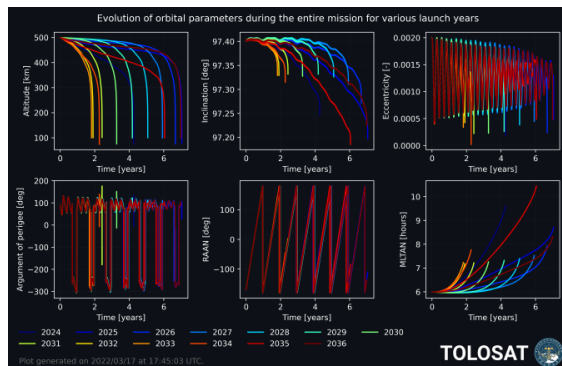 Evolution of orbital parameters during the entire mission for various launch years
500
400
300
200
100
Altitude [km]
0 2 4 6
Time [years]
97.40
97.35
97.30
97.25
97.20
Inclination [deg]
0 2 4 6
Time [years]
0.0020
0.0015
0.0010
0.0005
0.0000
Eccentricity [-]
0 2 4 6
Time [years]
200
100
0
−100
−200
−300
Argument of perigee [deg]
0 2 4 6
Time [years]
100
0
−100
RAAN [deg]
0 2 4 6
Time [years]
10
9
8
7
6
MLTAN [hours]
0 2 4 6
Time [years]
2024 2025 2026 2027 2028 2029 2030
2031 2032 2033 2034 2035 2036
Plot generated on 2022/03/17 at 17:45:03 UTC.
TOLOSAT